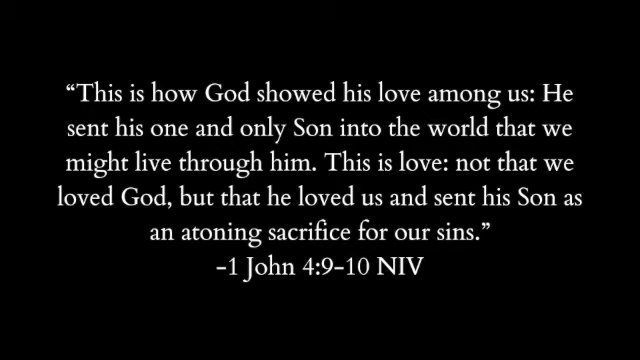 “This is how God showed his love among us: He
sent his one and only Son into the world that we
might live through him. This is love: not that we
loved God, but that he loved us and sent his Son as
an atoning sacrifice for our sins.”
-1 John 4:9-10 NIV